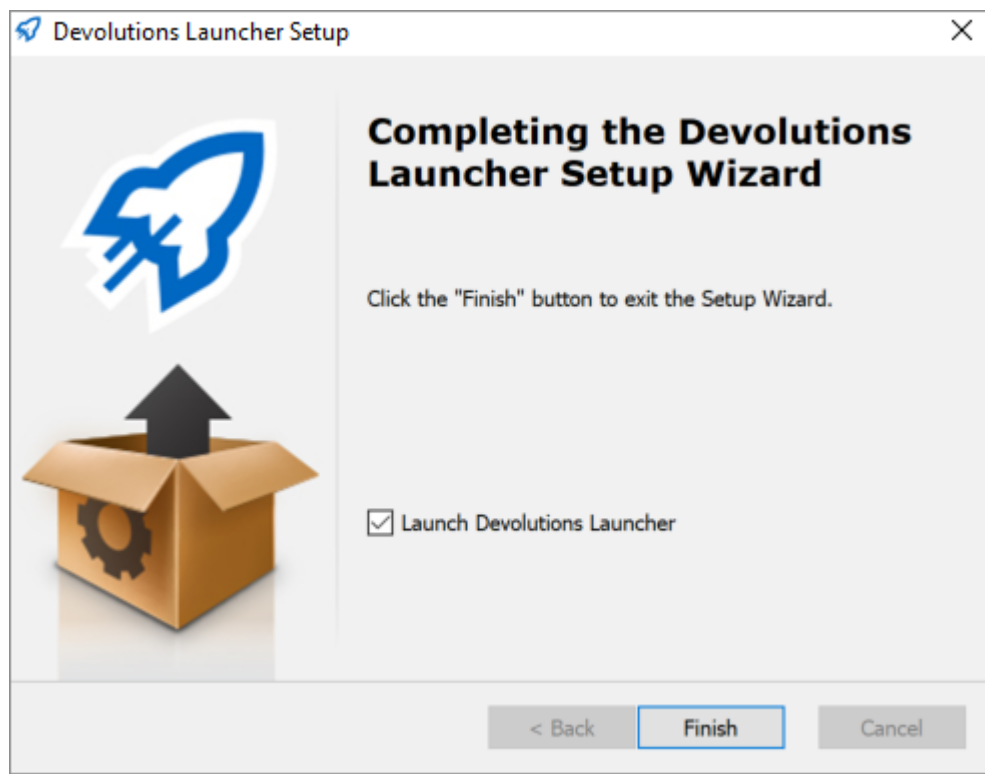 Devolutions Launcher Setup
Completing the Devolutions
Launcher Setup Wizard
Click the "Finish" button to exit the Setup Wizard.
Launch Devolutions Launcher
< Back
Finish
Cancel